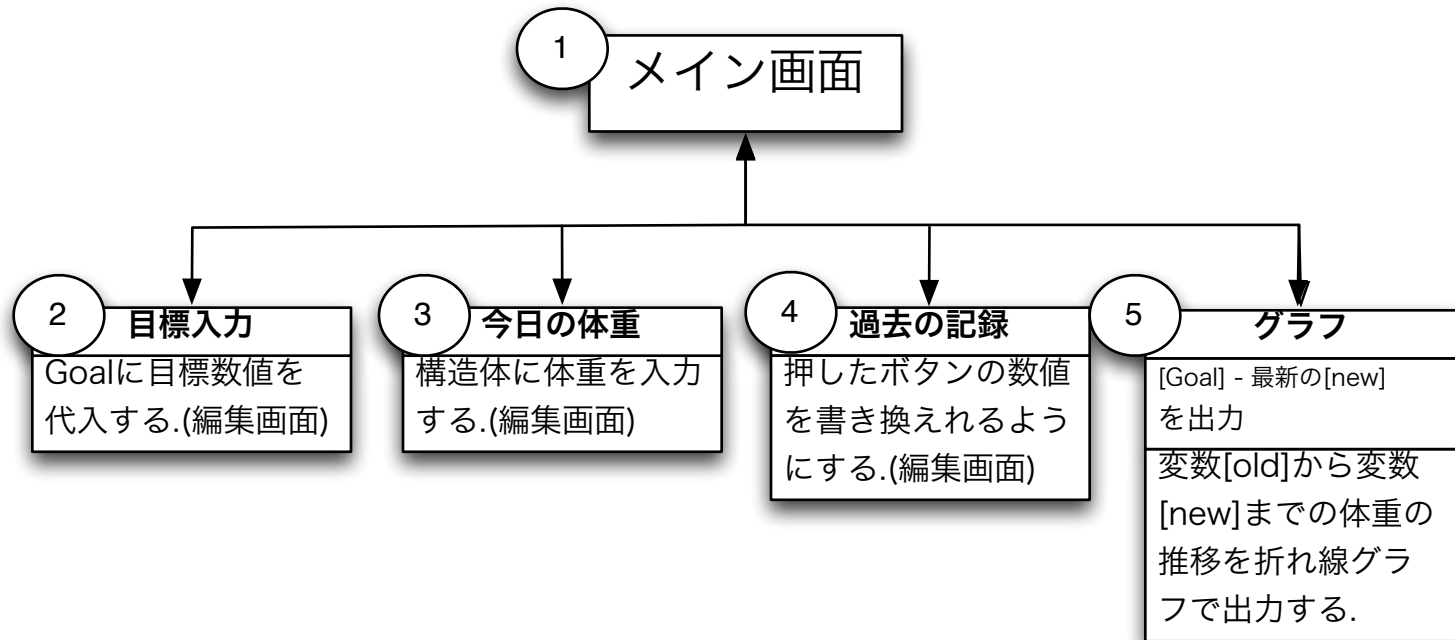 1
メイン画面
2
目標入力
Goalに目標数値を
代入する.(編集画面)
3
今日の体重
構造体に体重を入力
する.(編集画面)
4
過去の記録
押したボタンの数値
を書き換えれるよう
にする.(編集画面)
5
グラフ
[Goal] - 最新の[new]
を出力
変数[old]から変数
[new]までの体重の
推移を折れ線グラ
フで出力する.